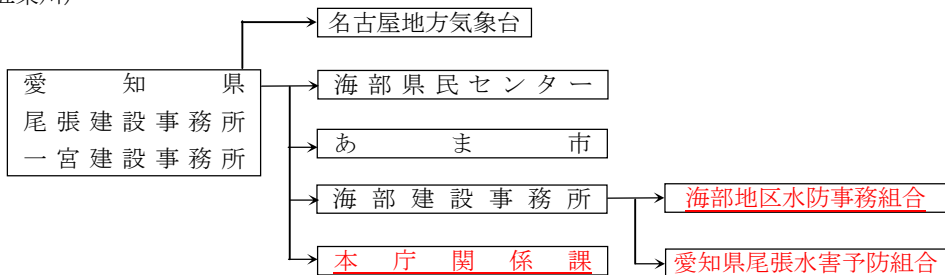 名古屋地方気象台
愛知県
尾張建設事務所
一宮建設事務所
海部県民センター
あま市
海部建設事務所
海部地区水防事務組合
本庁関係課
愛知県尾張水害予防組合